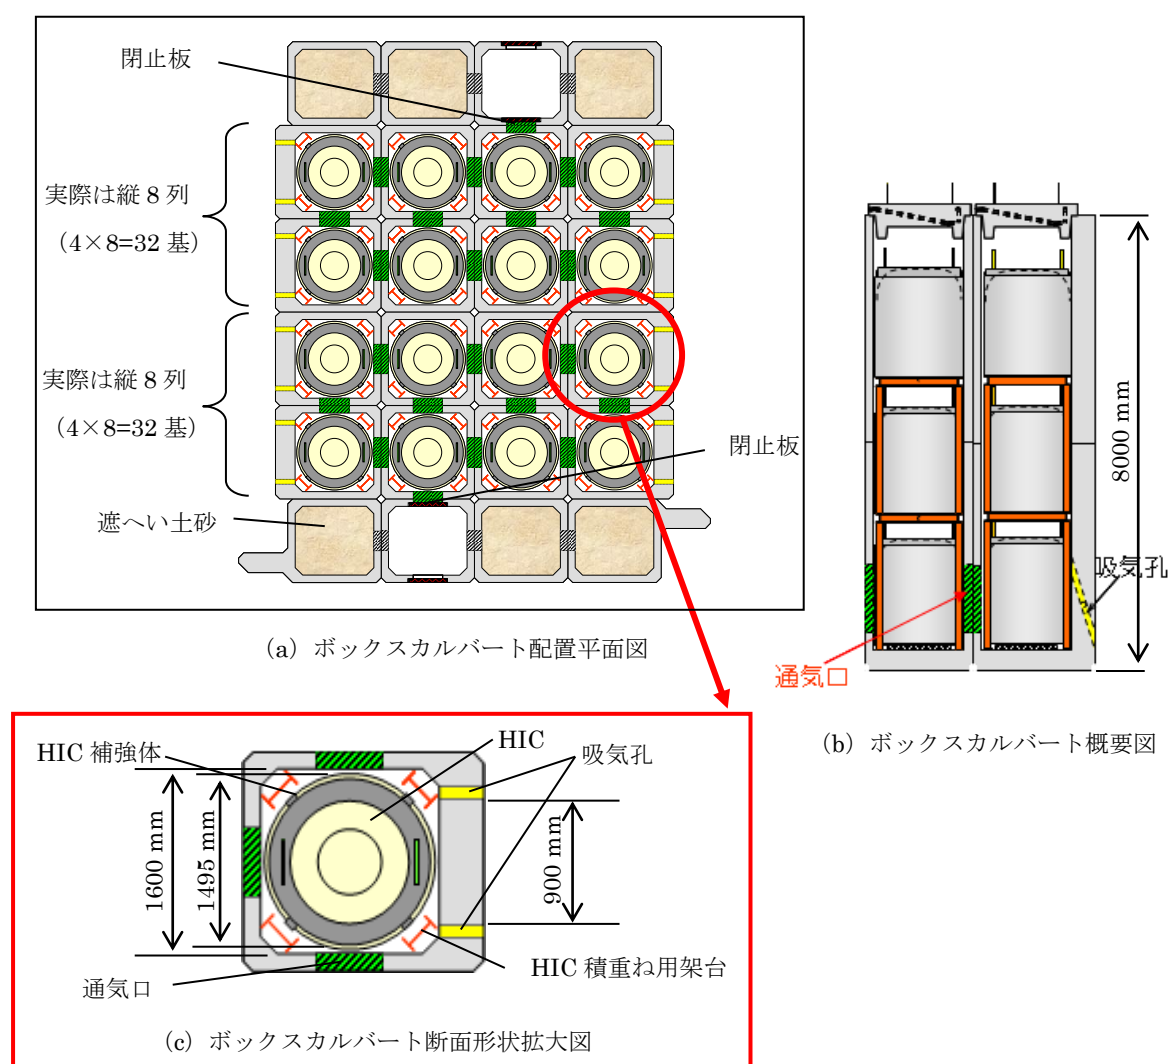 閉止板
実際は縦 8 列
（4×8=32 基）
実際は縦 8 列
（4×8=32 基）
閉止板
遮へい土砂
(a) ボックスカルバート配置平面図
8000 mm
吸気孔
通気口
(b) ボックスカルバート概要図
HIC 補強体
HIC
吸気孔
1600 mm
1495 mm
900 mm
通気口
HIC 積重ね用架台
(c) ボックスカルバート断面形状拡大図